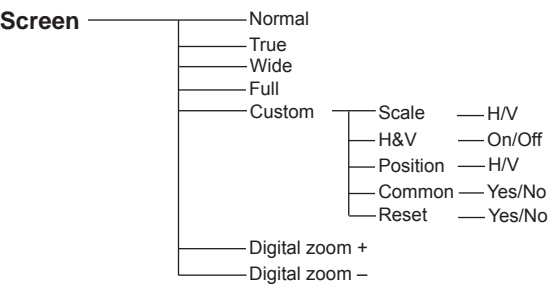 Screen Normal
True
Wide
Full
Custom Scale H/V
H&V On/Off
Position H/V
Common Yes/No
Reset Yes/No
Digital zoom +
Digital zoom –